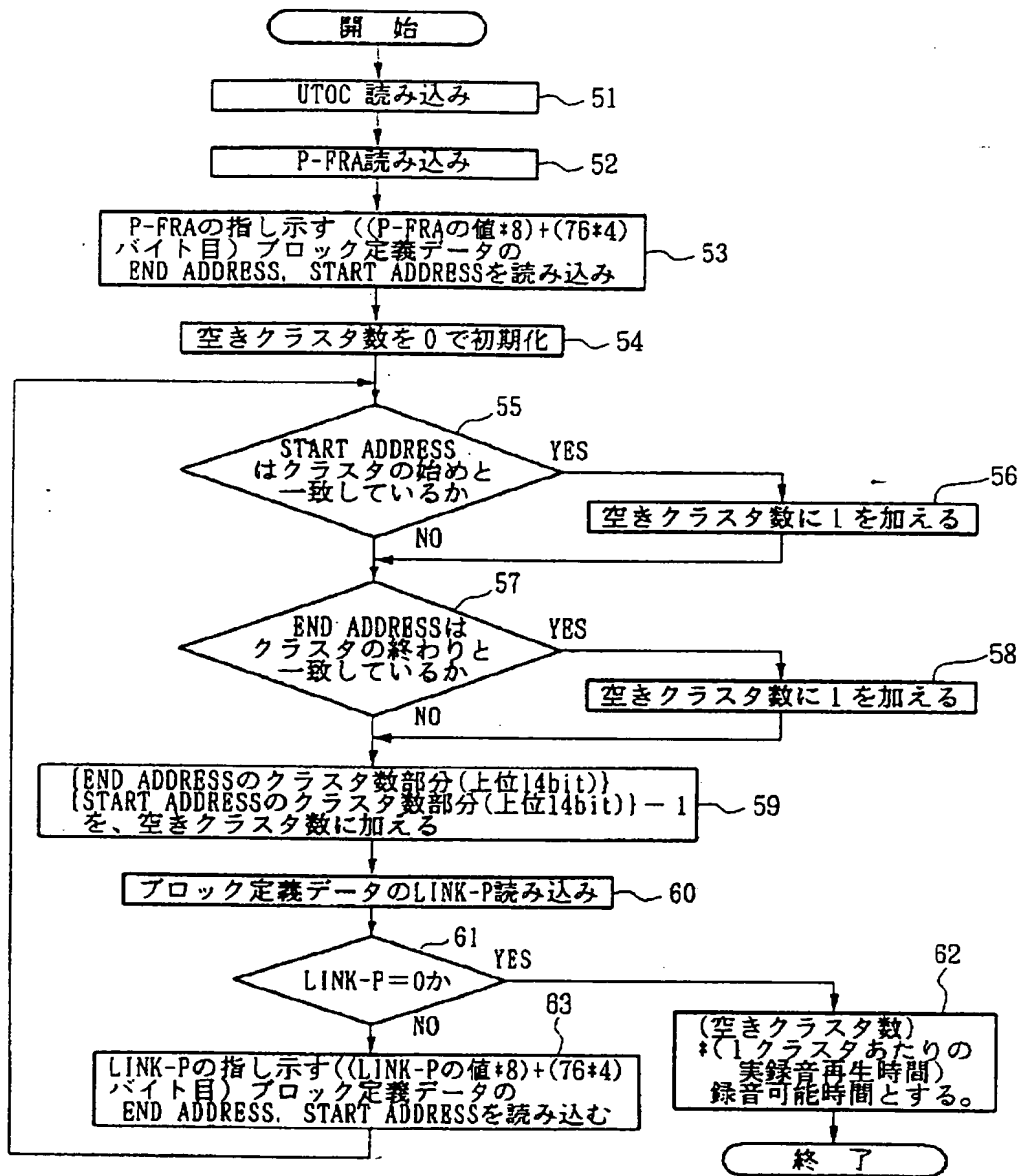 開 始
UTOC 読み込み
51
P-FRA読み込み
52
P-FRAの指し示す ((P-FRAの値*8)+(76*4)
バイト目) ブロック定義データの
END ADDRESS. START ADDRESSを読み込み
53
空きクラスタ数を0で初期化
54
55
START ADDRESS
はクラスタの始めと
一致しているか
YES
NO
56
空きクラスタ数に1を加える
57
END ADDRESSは
クラスタの終わりと
一致しているか
YES
NO
58
空きクラスタ数に1を加える
{END ADDRESSのクラスタ数部分(上位14bit)}
{START ADDRESSのクラスタ数部分(上位14bit)}－1
を、空きクラスタ数に加える
59
ブロック定義データのLINK-P読み込み
60
61
LINK-P＝0か
YES
NO
62
(空きクラスタ数)
*(1クラスタあたりの
実録音再生時間)
録音可能時間とする。
63
LINK-Pの指し示す((LINK-Pの値*8)+(76*4)
バイト目) ブロック定義データの
END ADDRESS. START ADDRESSを読み込む
終 了